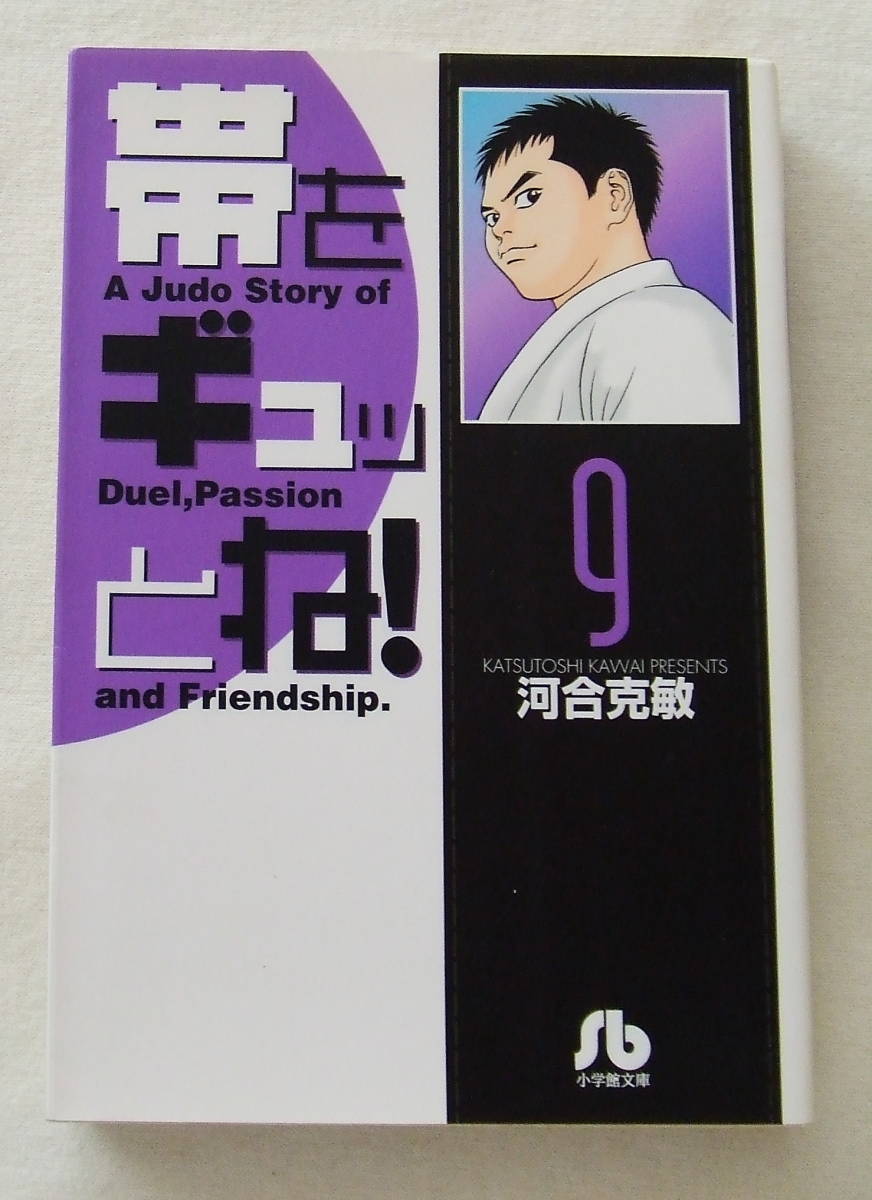 帯を
A Judo Story of
ギュッ
Duel,Passion
とね!
and Friendship.
9
KATSUTOSHI KAWAI PRESENTS
河合克敏
sb
小学館文庫